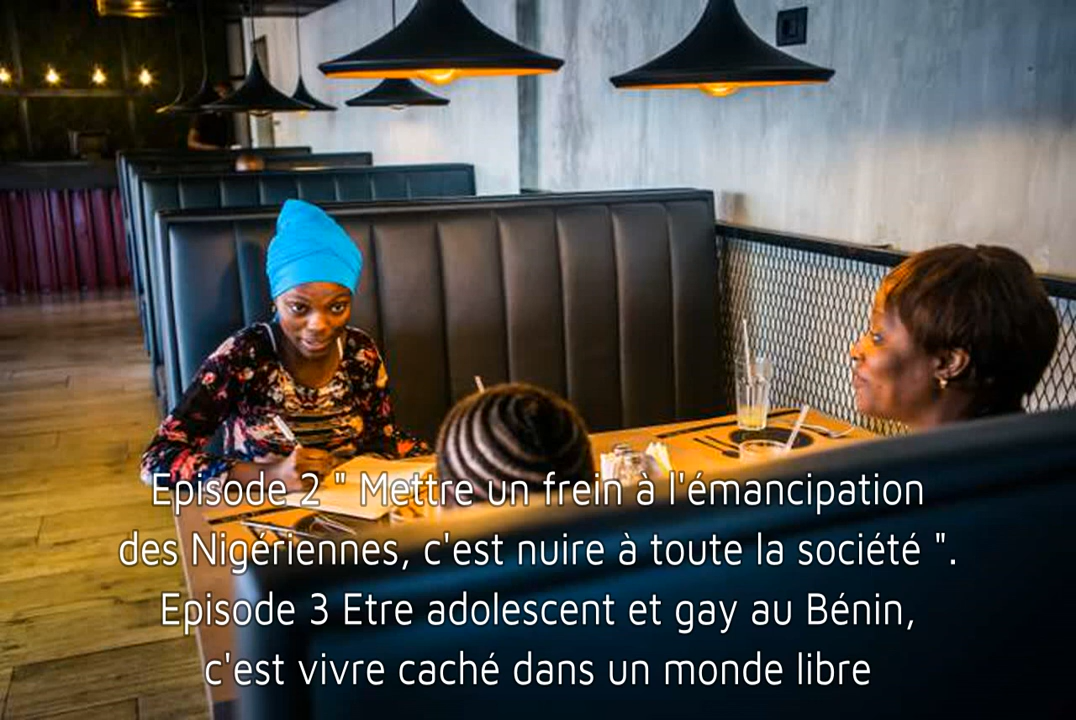 Episode 2 " Mettre un frein à l'émancipation
des Nigériennes, c'est nuire à toute la société ".
Episode 3 Etre adolescent et gay au Bénin,
c'est vivre caché dans un monde libre